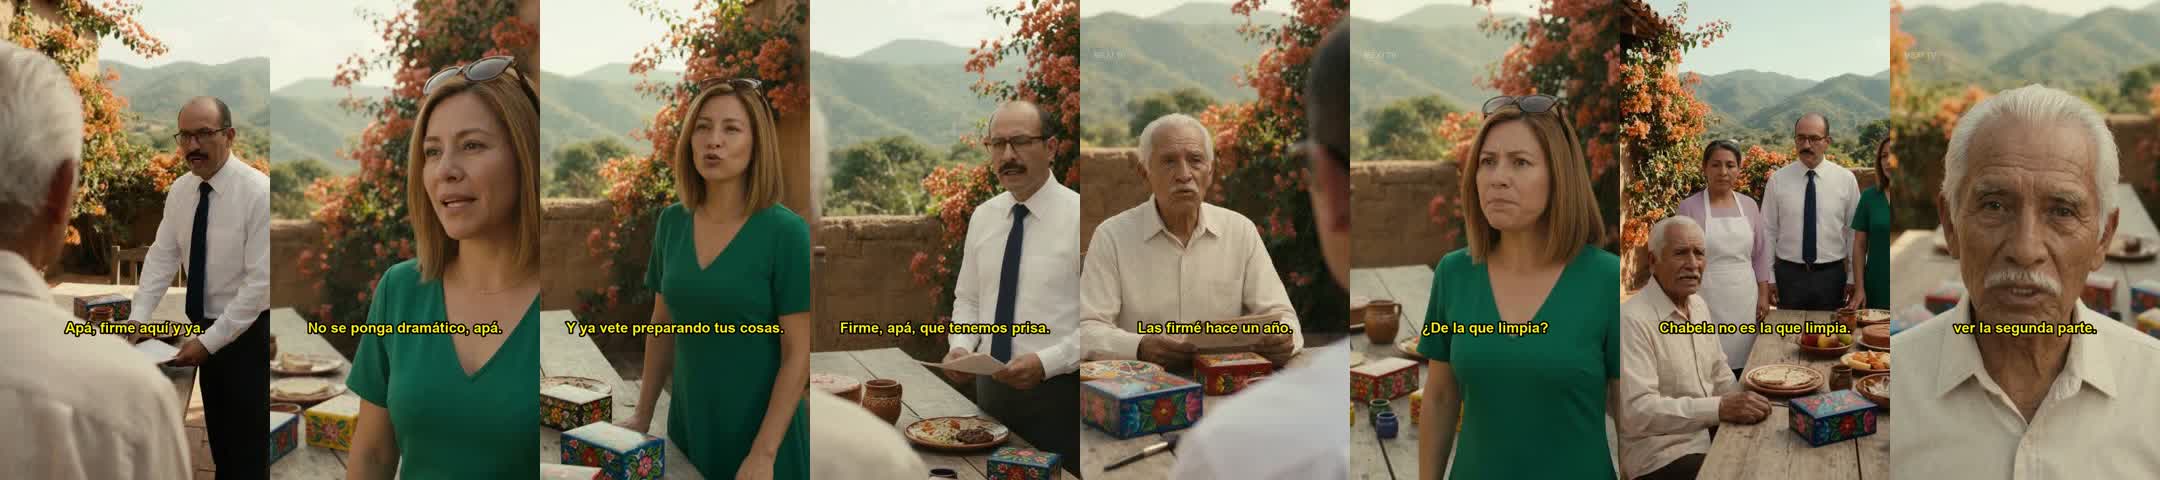 Apá, firme aquí y ya.
No se ponga dramático, apá.
Y ya vete preparando tus cosas.
Firme, apá, que tenemos prisa.
Las firmé hace un año.
¿De la que limpia?
Chabela no es la que limpia.
ver la segunda parte.